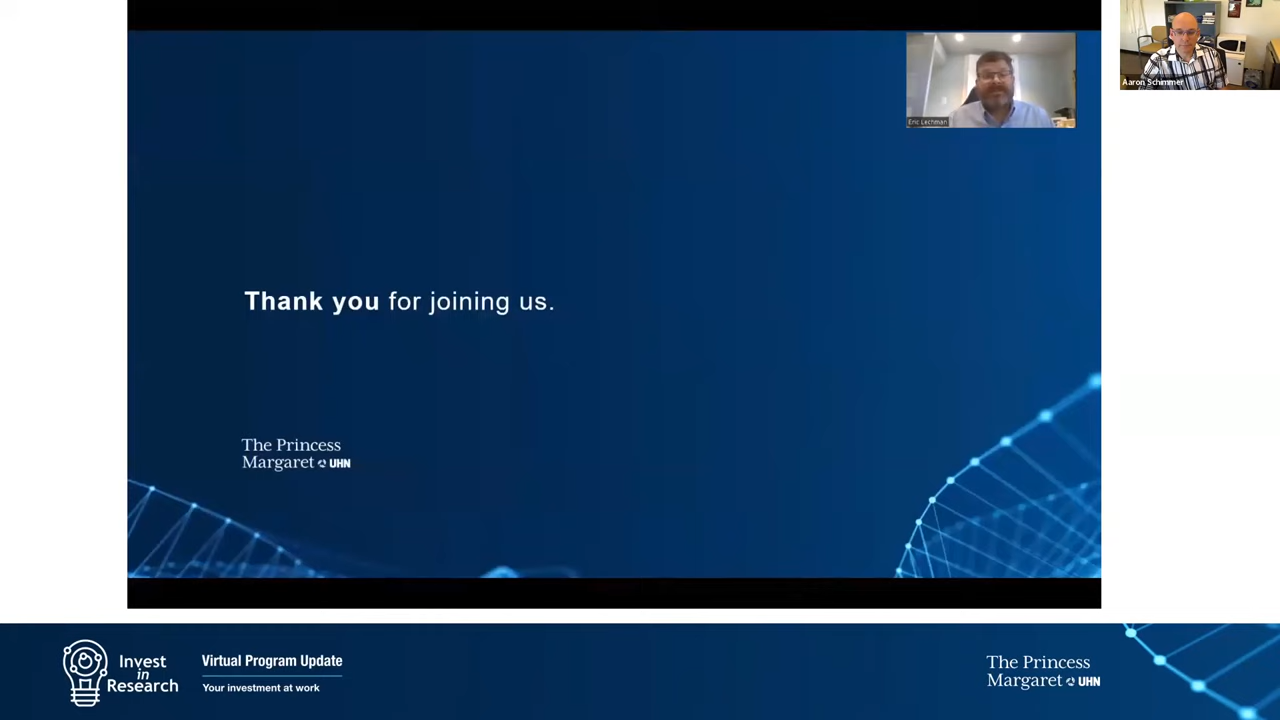 Aaron Schimmer
Eric Lechman
Thank you for joining us.
The Princess
Margaret UHN
Invest
in
Research
Virtual Program Update
Your investment at work
The Princess
Margaret UHN